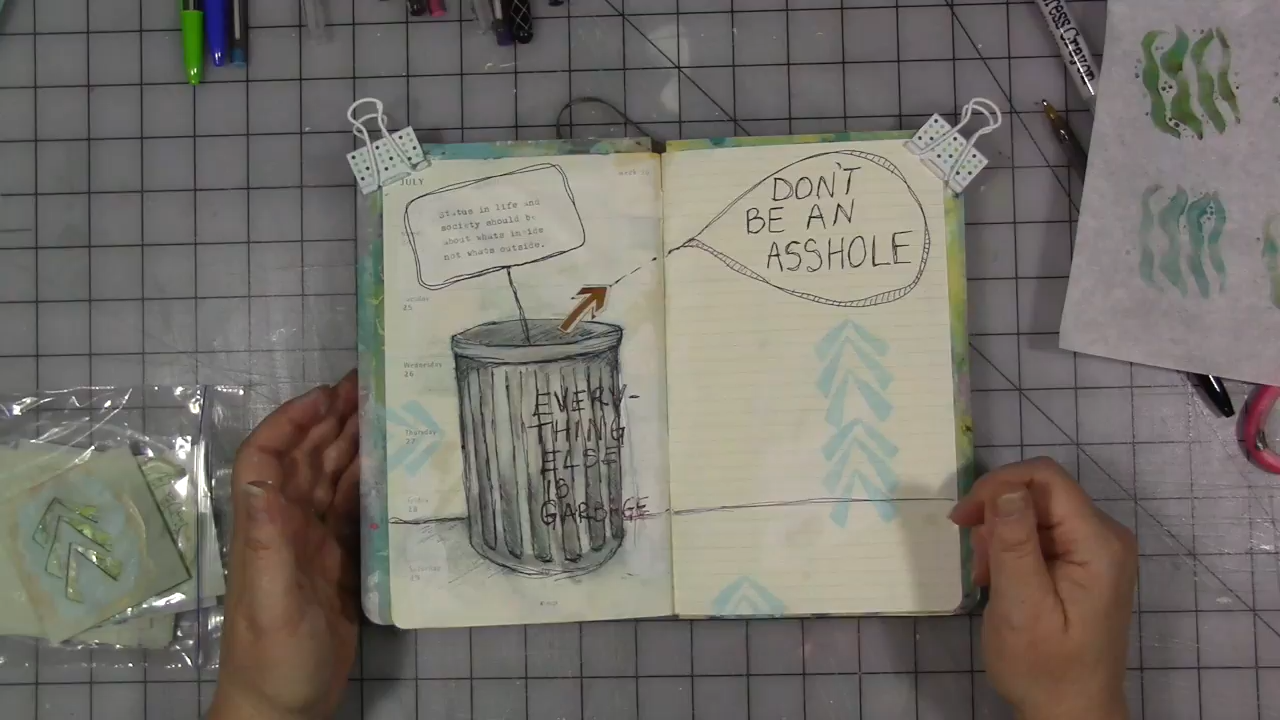 JULY
Status in life and
society should be
about whats inside
not whats outside.
25
Wednesday
26
Thursday
27
EVERY-
THING
ELSE
IS
GARBAGE
DON'T
BE AN
ASSHOLE